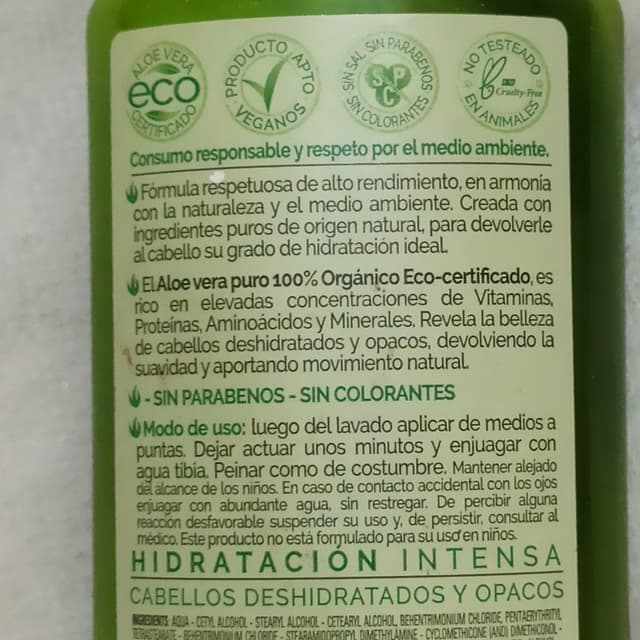 ALOE VERA
eco
CERTIFICADO
PRODUCTO APTO
VEGANOS
SIN SAL SIN PARABENOS
S P
C
SIN COLORANTES
NO TESTEADO
Cruelty-Free
EN ANIMALES
Consumo responsable y respeto por el medio ambiente.
Fórmula respetuosa de alto rendimiento, en armonía
con la naturaleza y el medio ambiente. Creada con
ingredientes puros de origen natural, para devolverle
al cabello su grado de hidratación ideal.
El Aloe vera puro 100% Orgánico Eco-certificado, es
rico en elevadas concentraciones de Vitaminas,
Proteínas, Aminoácidos y Minerales. Revela la belleza
de cabellos deshidratados y opacos, devolviendo la
suavidad y aportando movimiento natural.
- SIN PARABENOS - SIN COLORANTES
Modo de uso: luego del lavado aplicar de medios a
puntas. Dejar actuar unos minutos y enjuagar con
agua tibia. Peinar como de costumbre. Mantener alejado
del alcance de los niños. En caso de contacto accidental con los ojos
enjuagar con abundante agua, sin restregar. De percibir alguna
reacción desfavorable suspender su uso y, de persistir, consultar al
médico. Este producto no está formulado para su uso en niños.
HIDRATACIÓN INTENSA
CABELLOS DESHIDRATADOS Y OPACOS
INGREDIENTS: AQUA - CETYL ALCOHOL - STEARYL ALCOHOL - CETEARYL ALCOHOL, BEHENTRIMONIUM CHLORIDE, PENTAERYTHRITYL
TETRAISTEARATE - BEHENTRIMONIUM CHLORIDE - STEARAMIDOPROPYL DIMETHYLAMINE - CYCLOMETHICONE (AND) DIMETHICONOL -